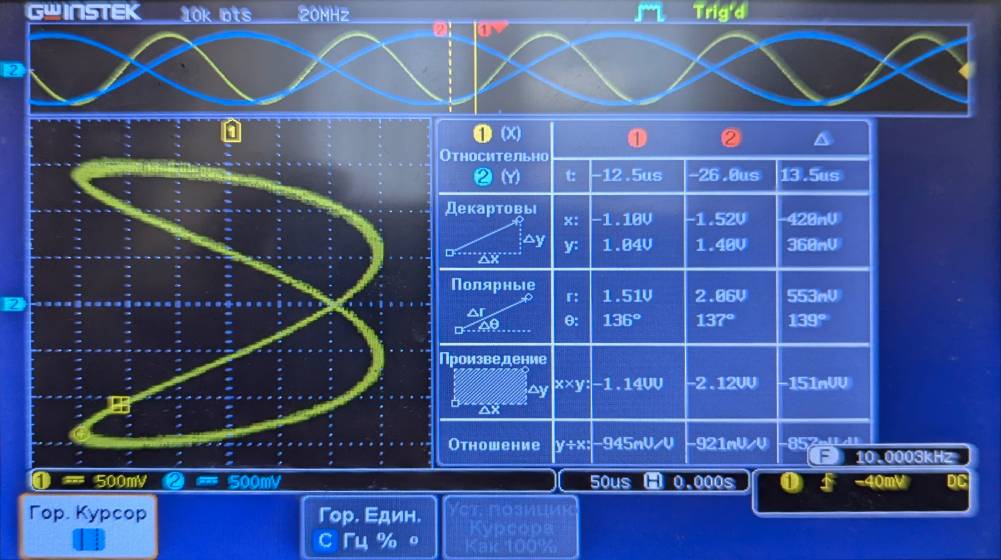 GWINSTEK 10k pts 20MHz Trig'd
2 1
2
1
2
1 (X)
Относительно
2 (Y)
1 2 Δ
t: -12.5us -26.0us 13.5us
Декартовы
Δy
Δx
x: -1.10V -1.52V -420mV
y: 1.04V 1.40V 360mV
Полярные
Δr
Δθ
r: 1.51V 2.06V 553mV
θ: 136° 137° 139°
Произведение
Δy
Δx
x×y: -1.14VV -2.12VV -151mVV
Отношение y÷x: -945mV/V -921mV/V
F 10.0003kHz
1 500mV 2 500mV 50us H 0.000s 1 -40mV DC
Гор. Курсор
Гор. Един.
С Гц % °
Уст. позицию
Курсора
Как 100%